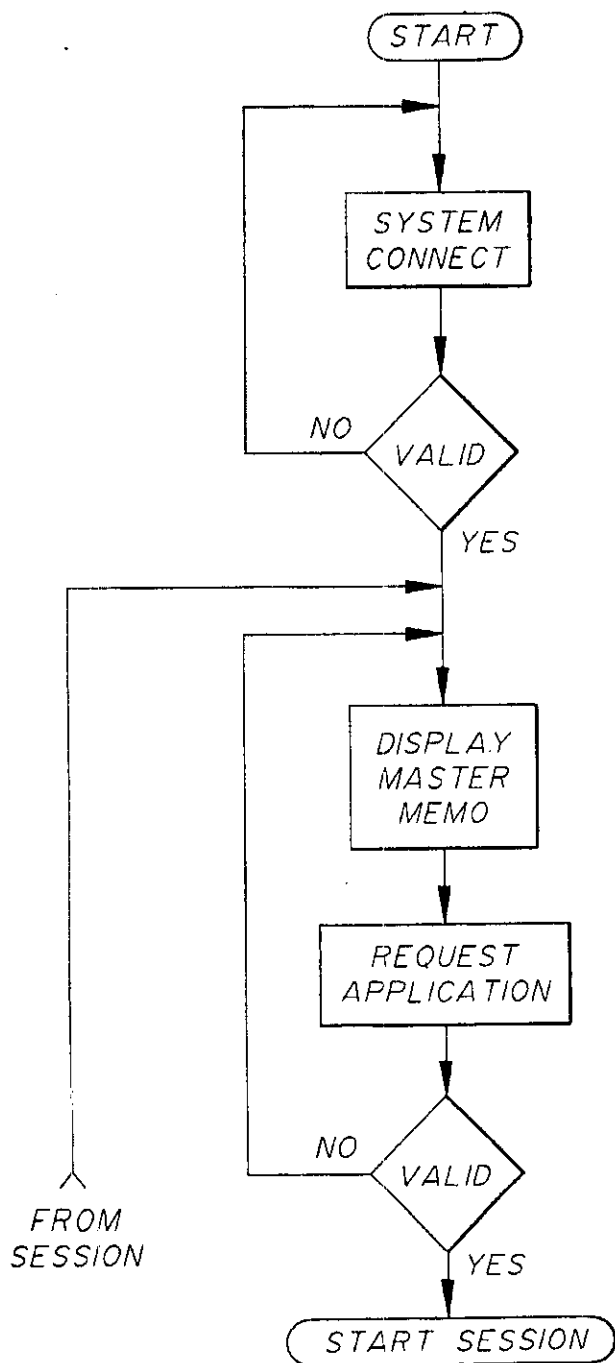 START
SYSTEM
CONNECT
NO
VALID
YES
DISPLAY
MASTER
MEMO
REQUEST
APPLICATION
NO
VALID
FROM
SESSION
YES
START SESSION